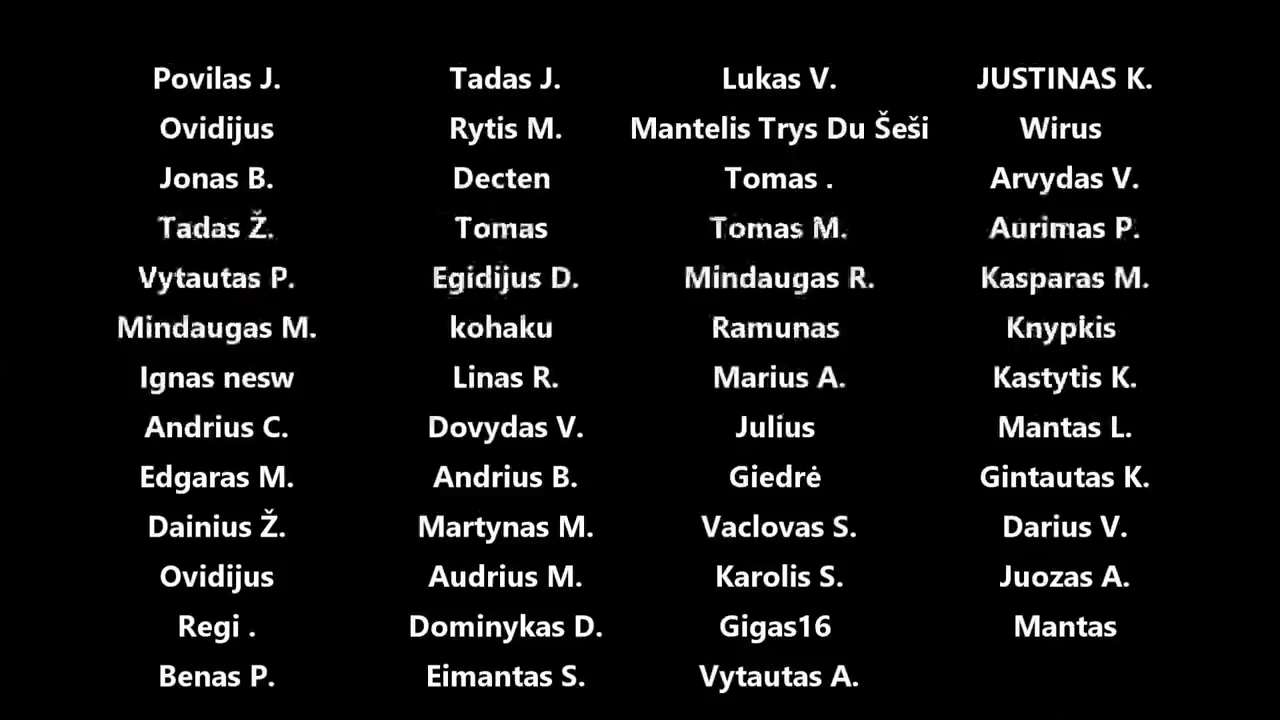 Povilas J. Tadas J. Lukas V. JUSTINAS K.
Ovidijus Rytis M. Mantelis Trys Du Šeši Wirus
Jonas B. Decten Tomas . Arvydas V.
Tadas Ž. Tomas Tomas M. Aurimas P.
Vytautas P. Egidijus D. Mindaugas R. Kasparas M.
Mindaugas M. kohaku Ramunas Knypkis
Ignas nesw Linas R. Marius A. Kastytis K.
Andrius C. Dovydas V. Julius Mantas L.
Edgaras M. Andrius B. Giedrė Gintautas K.
Dainius Ž. Martynas M. Vaclovas S. Darius V.
Ovidijus Audrius M. Karolis S. Juozas A.
Regi . Dominykas D. Gigas16 Mantas
Benas P. Eimantas S. Vytautas A.